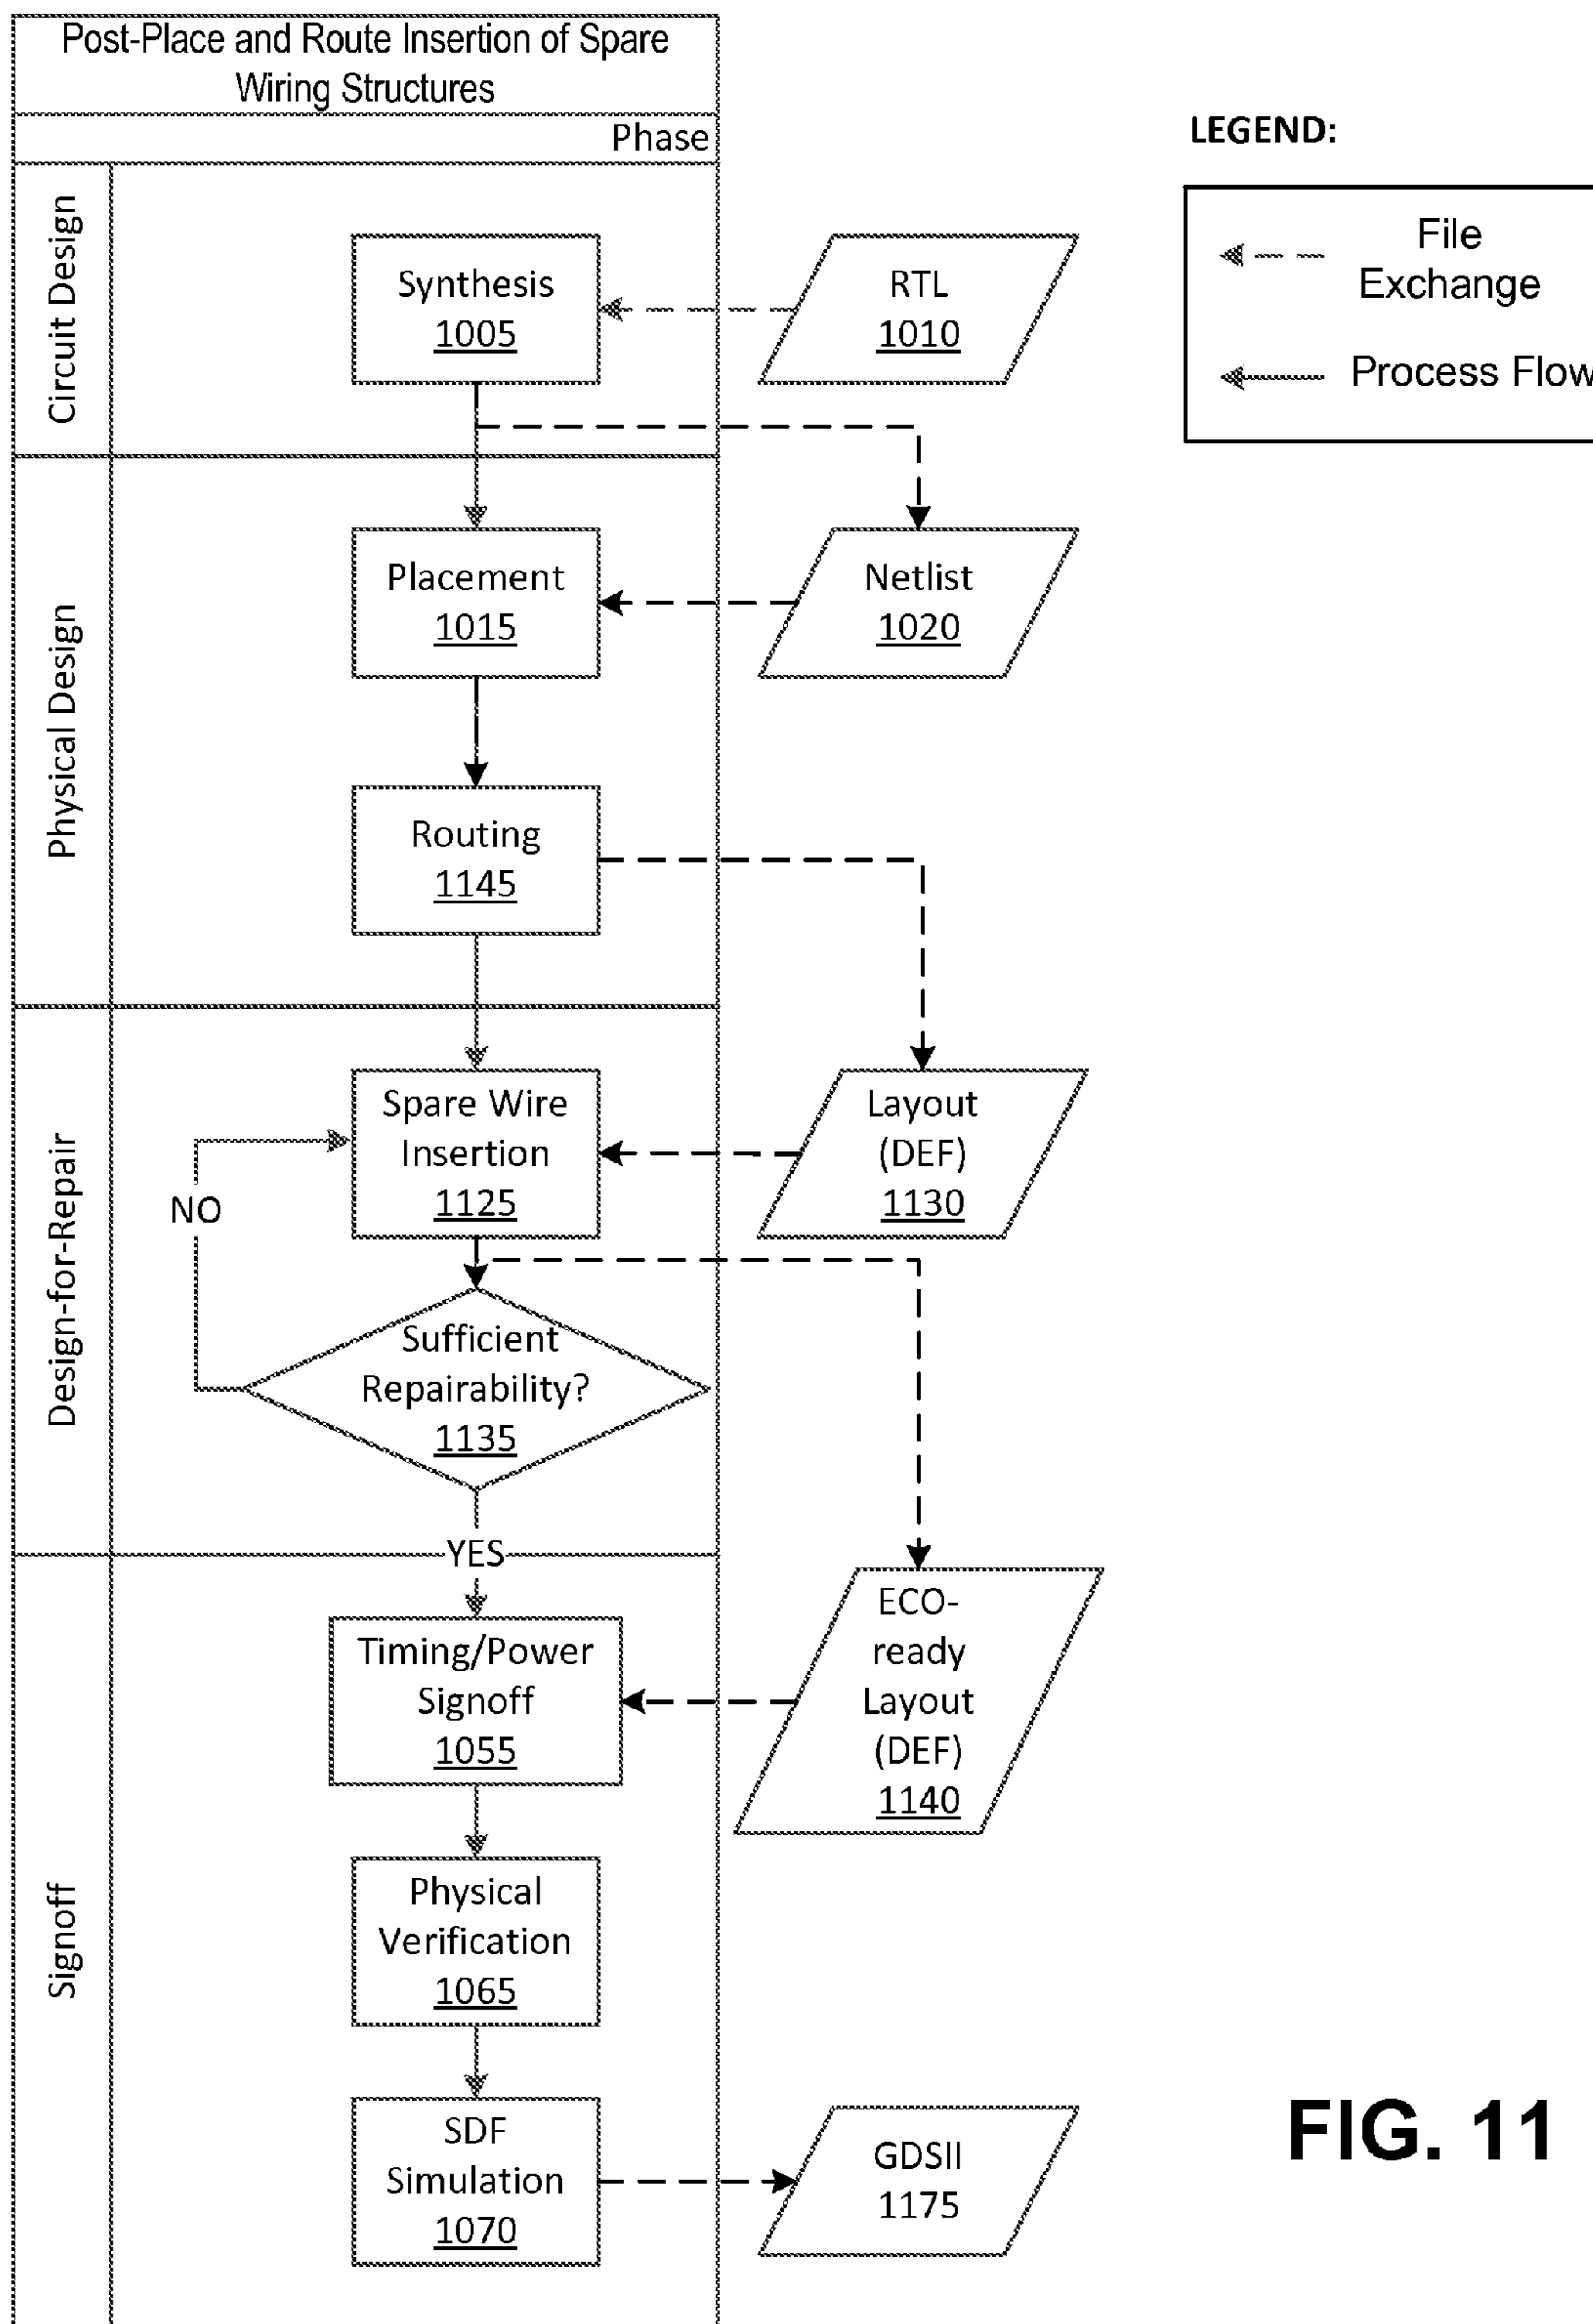 Post-Place and Route Insertion of Spare
Wiring Structures
Phase
LEGEND:
File
Exchange
Process Flow
Circuit Design
Synthesis
1005
RTL
1010
Physical Design
Placement
1015
Netlist
1020
Routing
1145
Design-for-Repair
Spare Wire
Insertion
1125
Layout
(DEF)
1130
NO
Sufficient
Repairability?
1135
YES
Signoff
Timing/Power
Signoff
1055
ECO-
ready
Layout
(DEF)
1140
Physical
Verification
1065
SDF
Simulation
1070
GDSII
1175
FIG. 11